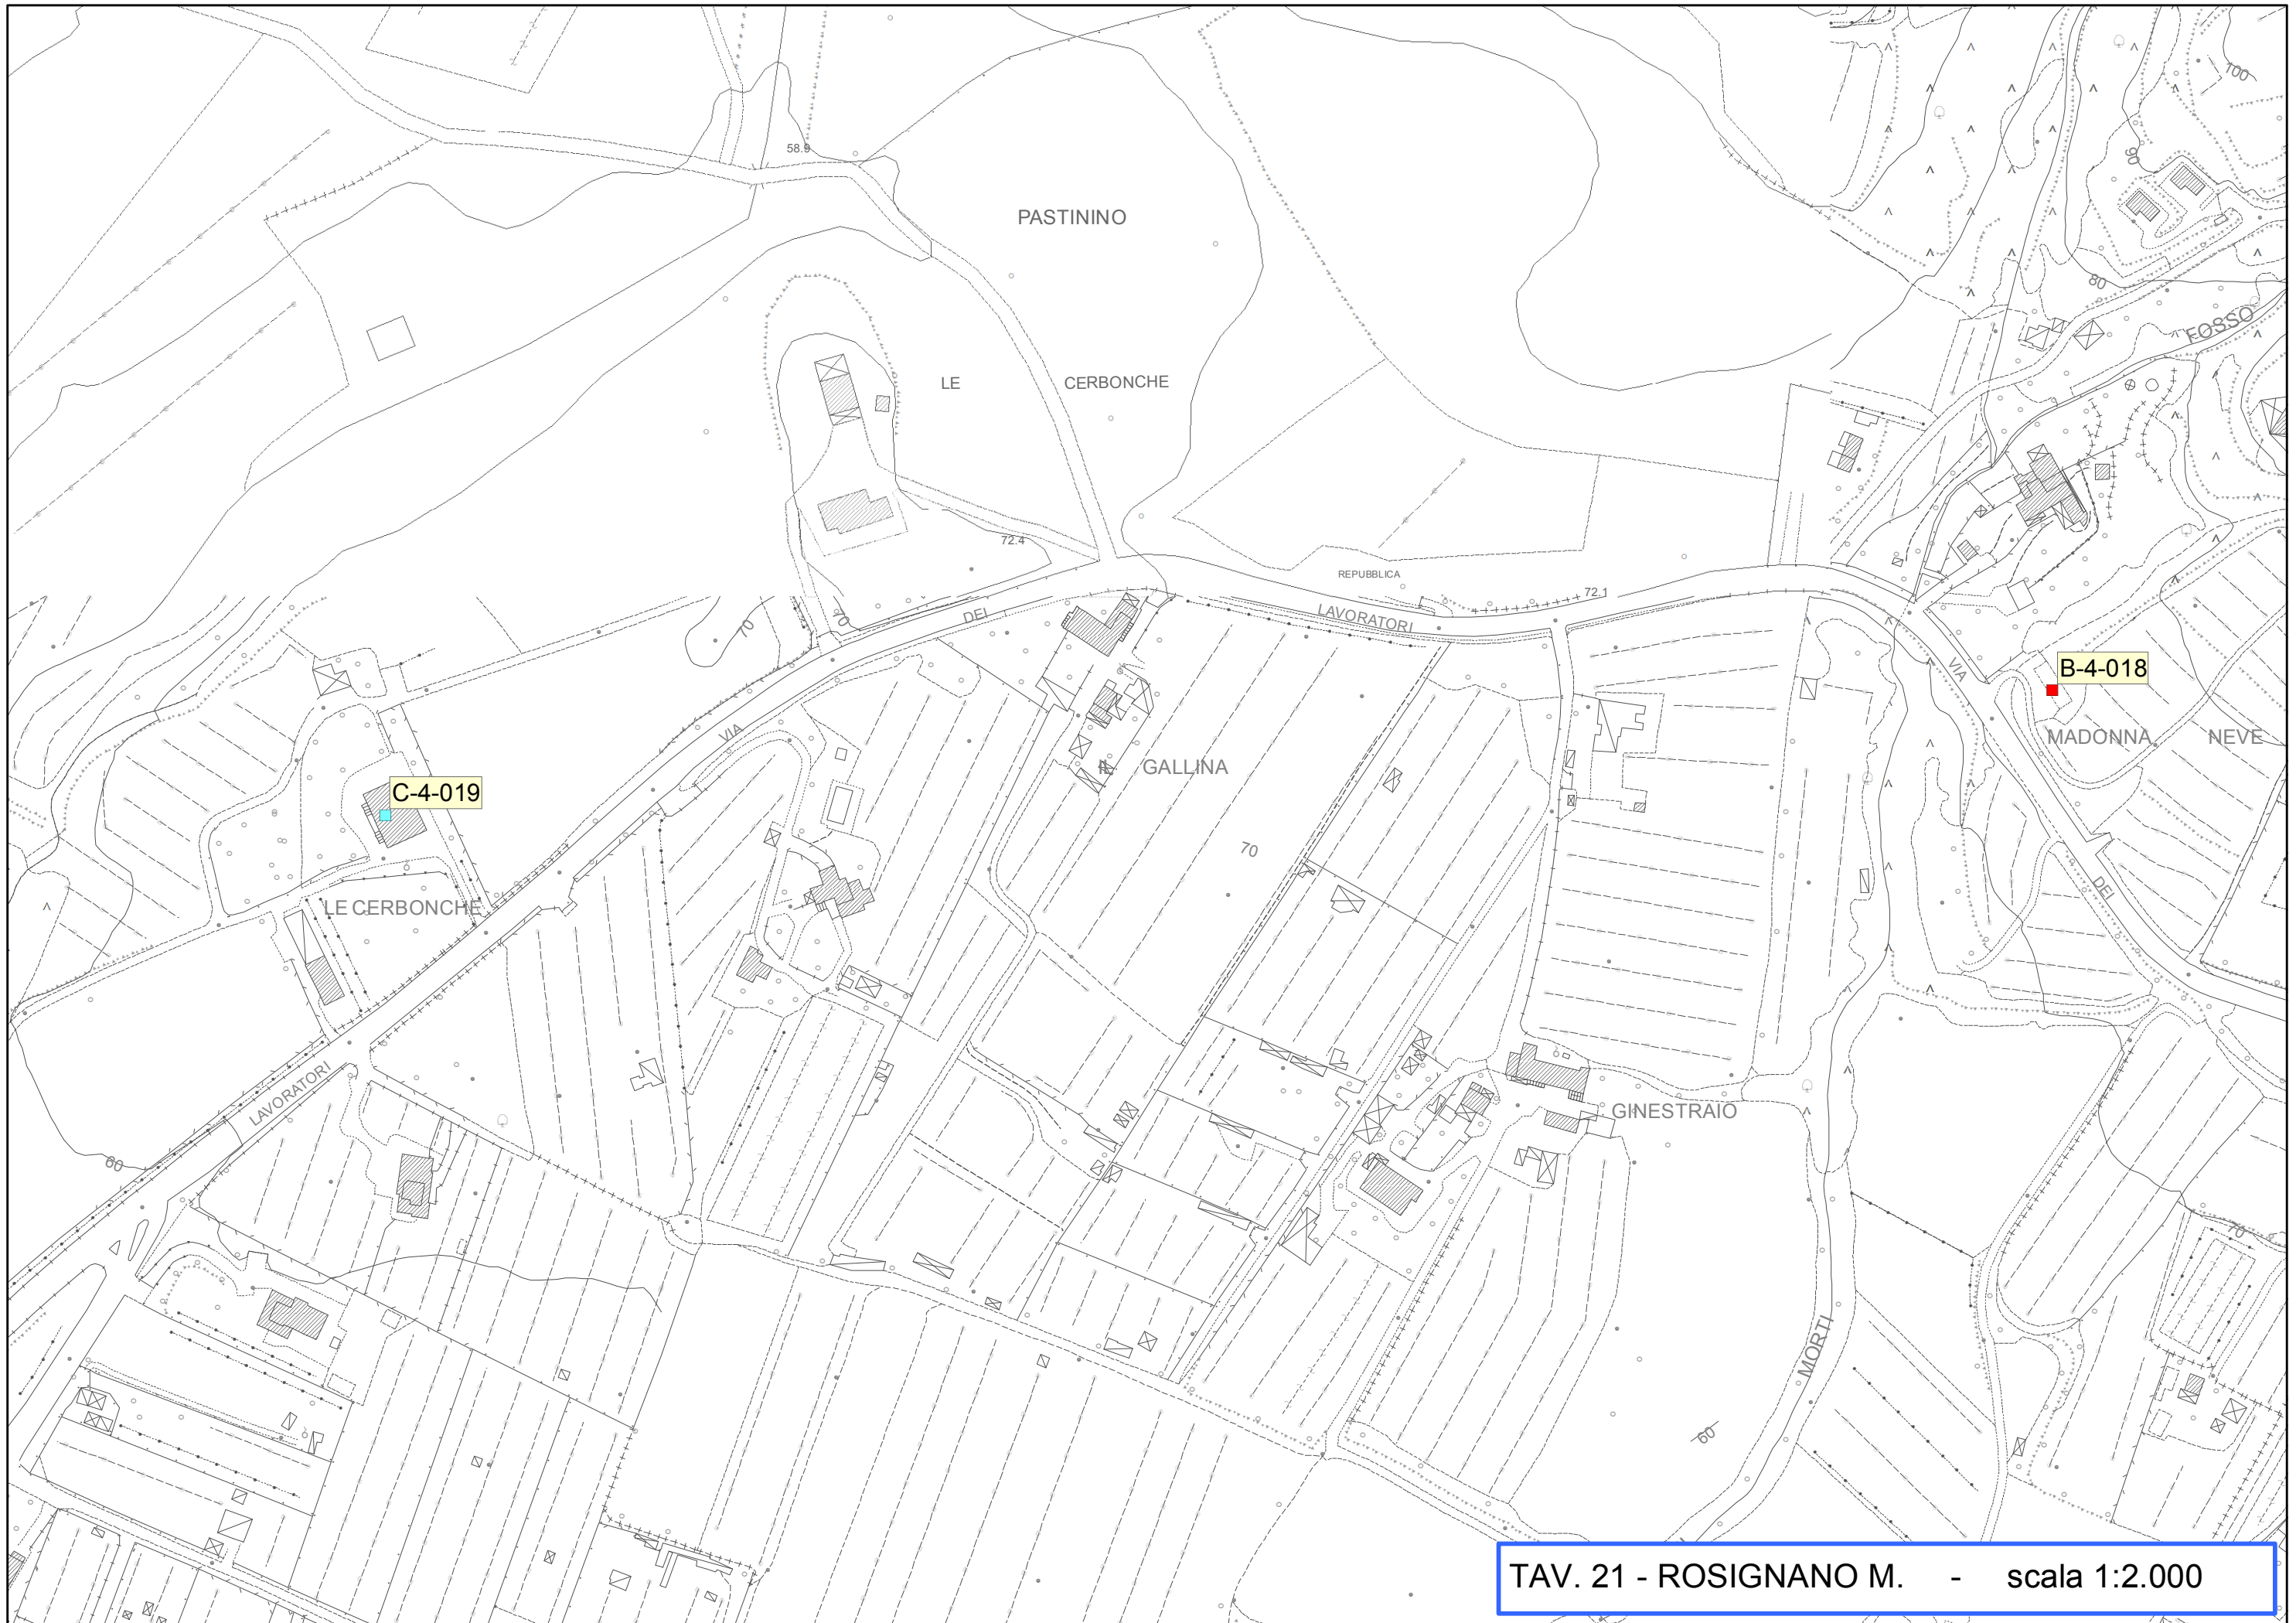 100
90
58.9
PASTININO
80
FOSSO
LE CERBONCHE
72.4
REPUBBLICA
72.1
70
70
DEI
LAVORATORI
VIA
B-4-018
VIA
MADONNA NEVE
IL GALLINA
C-4-019
70
DEI
LE CERBONCHE
LAVORATORI
GINESTRAIO
60
70
MORTI
60
TAV. 21 - ROSIGNANO M. - scala 1:2.000